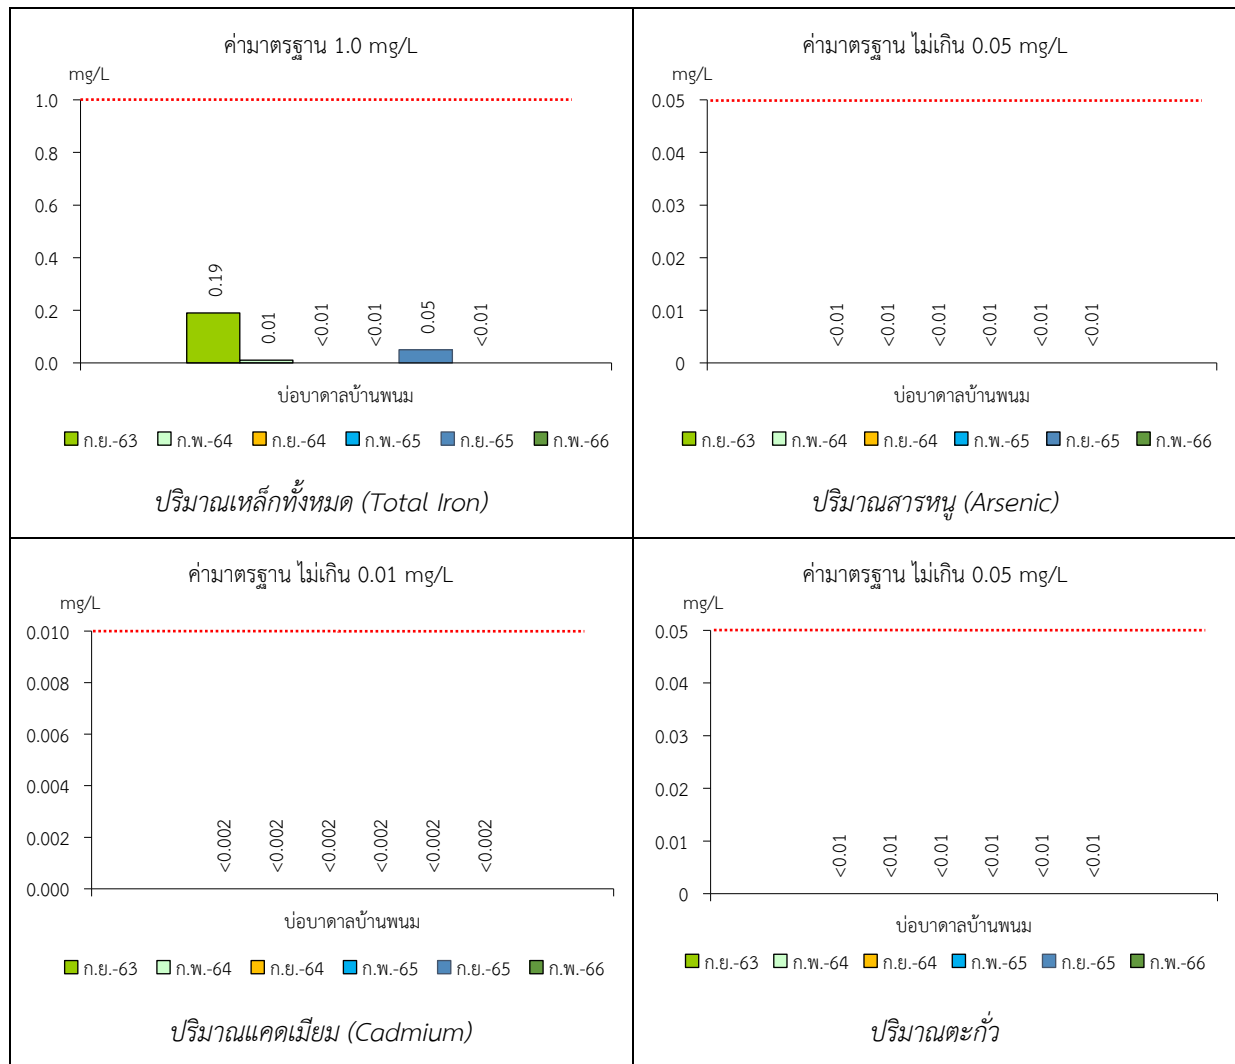 ค่ามาตรฐาน 1.0 mg/L
mg/L
1.0
0.8
0.6
0.4
0.2
0.0
0.19
0.01
<0.01
<0.01
0.05
<0.01
บ่อบาดาลบ้านพนม
ก.ย.-63 ก.พ.-64 ก.ย.-64 ก.พ.-65 ก.ย.-65 ก.พ.-66
ปริมาณเหล็กทั้งหมด (Total Iron)
ค่ามาตรฐาน ไม่เกิน 0.05 mg/L
mg/L
0.05
0.04
0.03
0.02
0.01
0
<0.01
<0.01
<0.01
<0.01
<0.01
<0.01
บ่อบาดาลบ้านพนม
ก.ย.-63 ก.พ.-64 ก.ย.-64 ก.พ.-65 ก.ย.-65 ก.พ.-66
ปริมาณสารหนู (Arsenic)
ค่ามาตรฐาน ไม่เกิน 0.01 mg/L
mg/L
0.010
0.008
0.006
0.004
0.002
0.000
<0.002
<0.002
<0.002
<0.002
<0.002
<0.002
บ่อบาดาลบ้านพนม
ก.ย.-63 ก.พ.-64 ก.ย.-64 ก.พ.-65 ก.ย.-65 ก.พ.-66
ปริมาณแคดเมียม (Cadmium)
ค่ามาตรฐาน ไม่เกิน 0.05 mg/L
mg/L
0.05
0.04
0.03
0.02
0.01
0
<0.01
<0.01
<0.01
<0.01
<0.01
<0.01
บ่อบาดาลบ้านพนม
ก.ย.-63 ก.พ.-64 ก.ย.-64 ก.พ.-65 ก.ย.-65 ก.พ.-66
ปริมาณตะกั่ว